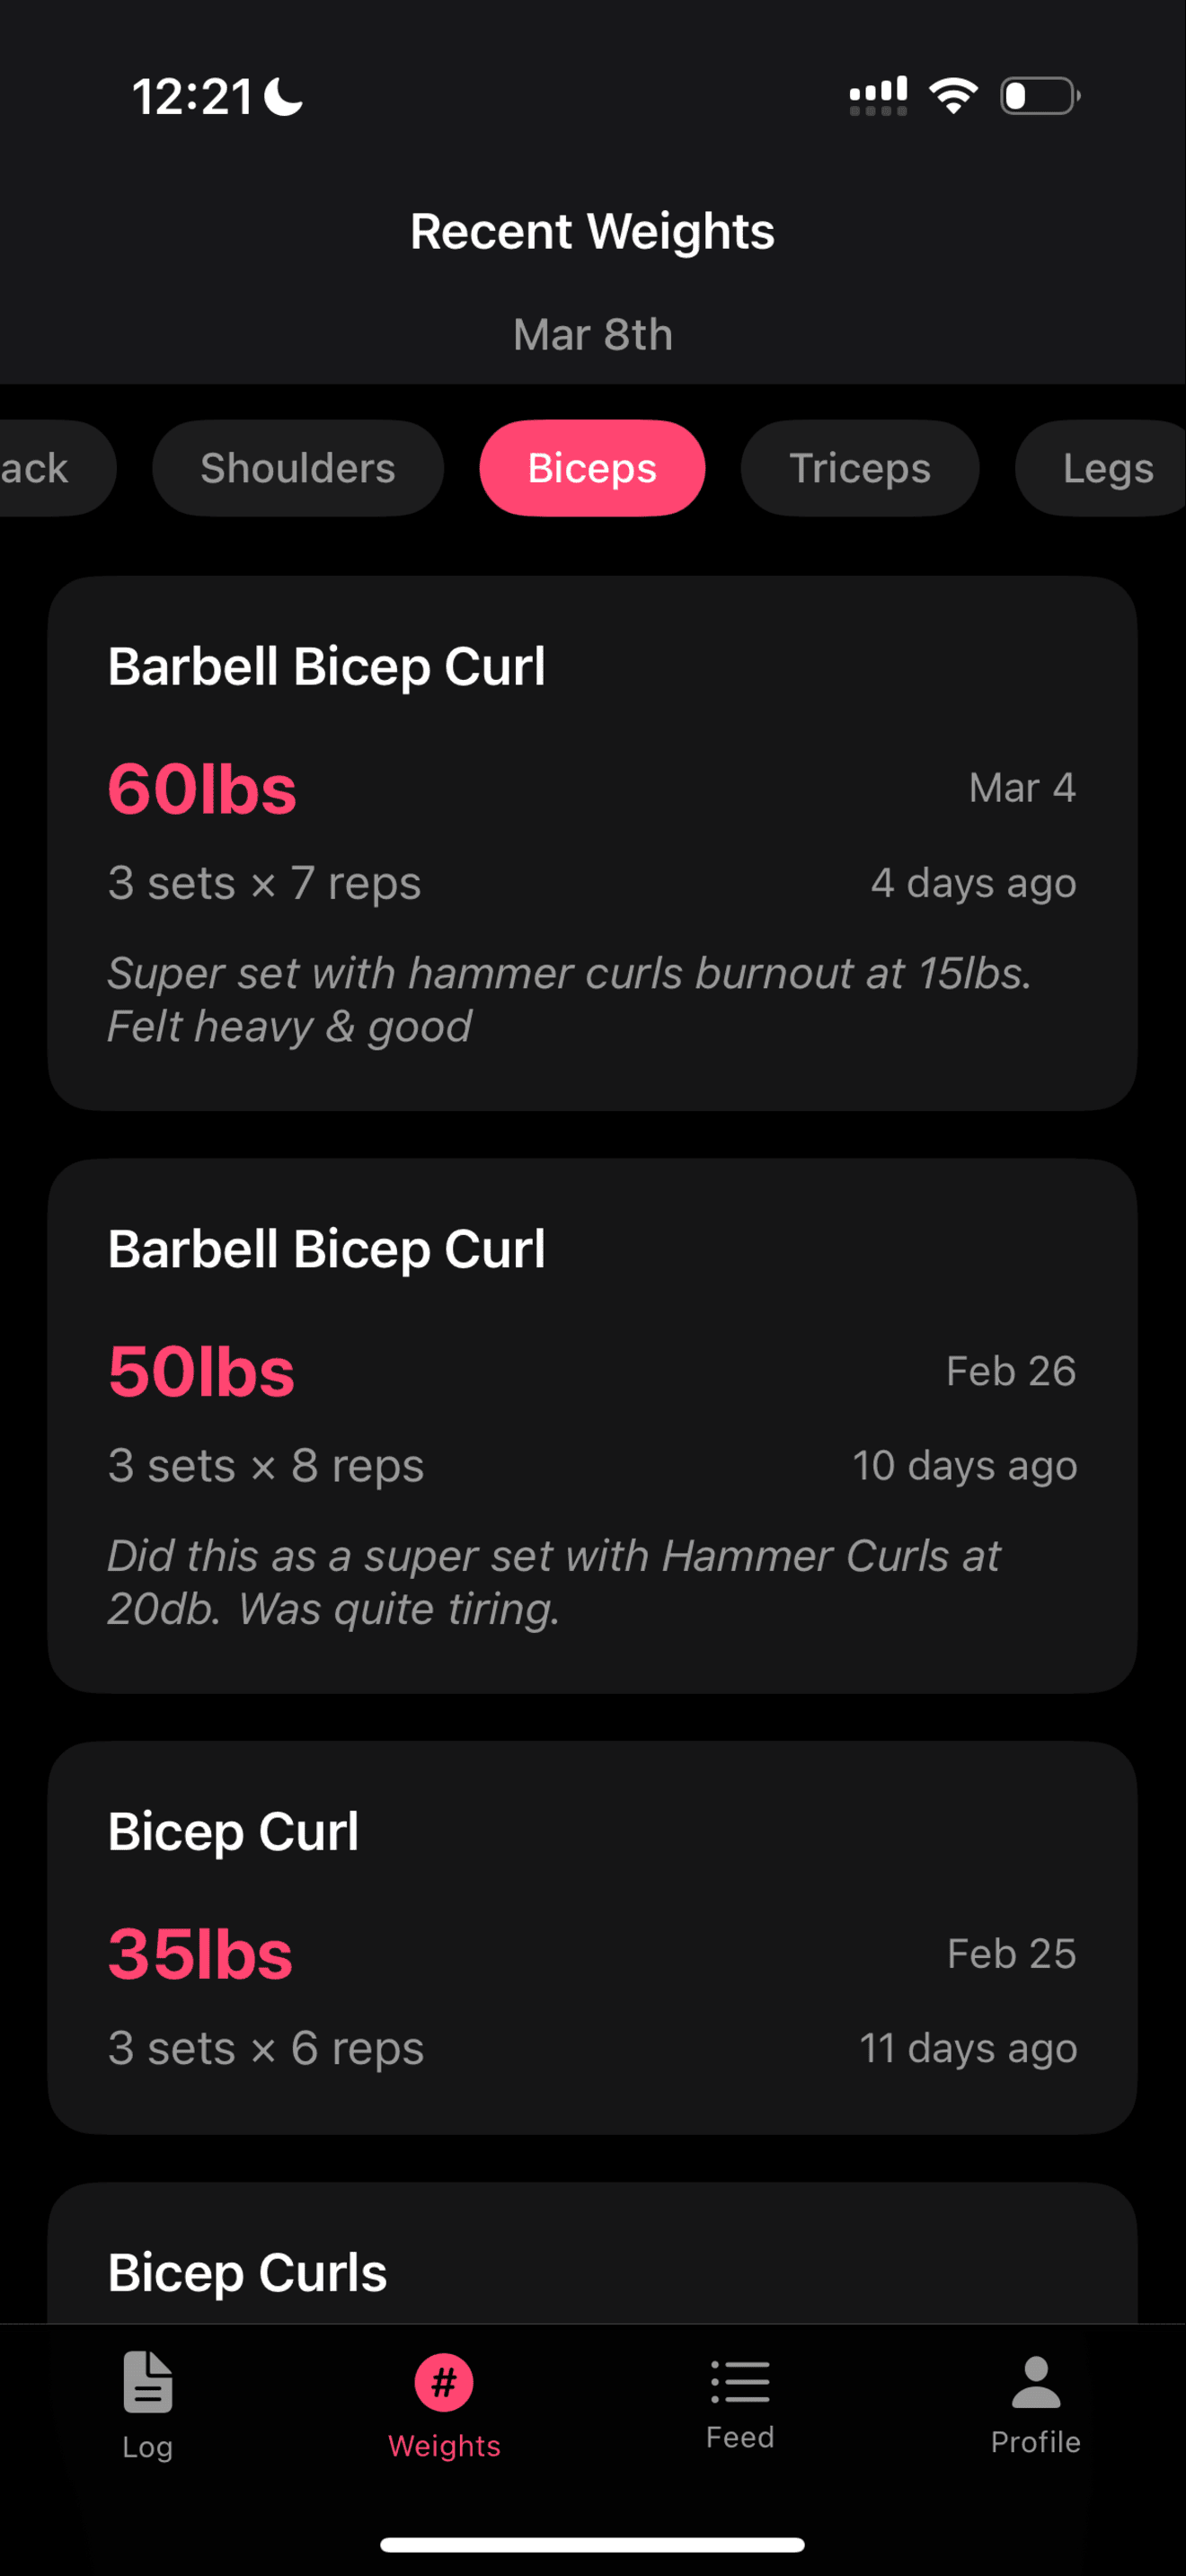 12:21
Recent Weights
Mar 8th
ack Shoulders Biceps Triceps Legs
Barbell Bicep Curl
60lbs Mar 4
3 sets × 7 reps 4 days ago
Super set with hammer curls burnout at 15lbs.
Felt heavy & good
Barbell Bicep Curl
50lbs Feb 26
3 sets × 8 reps 10 days ago
Did this as a super set with Hammer Curls at
20db. Was quite tiring.
Bicep Curl
35lbs Feb 25
3 sets × 6 reps 11 days ago
Bicep Curls
#
Log Weights Feed Profile